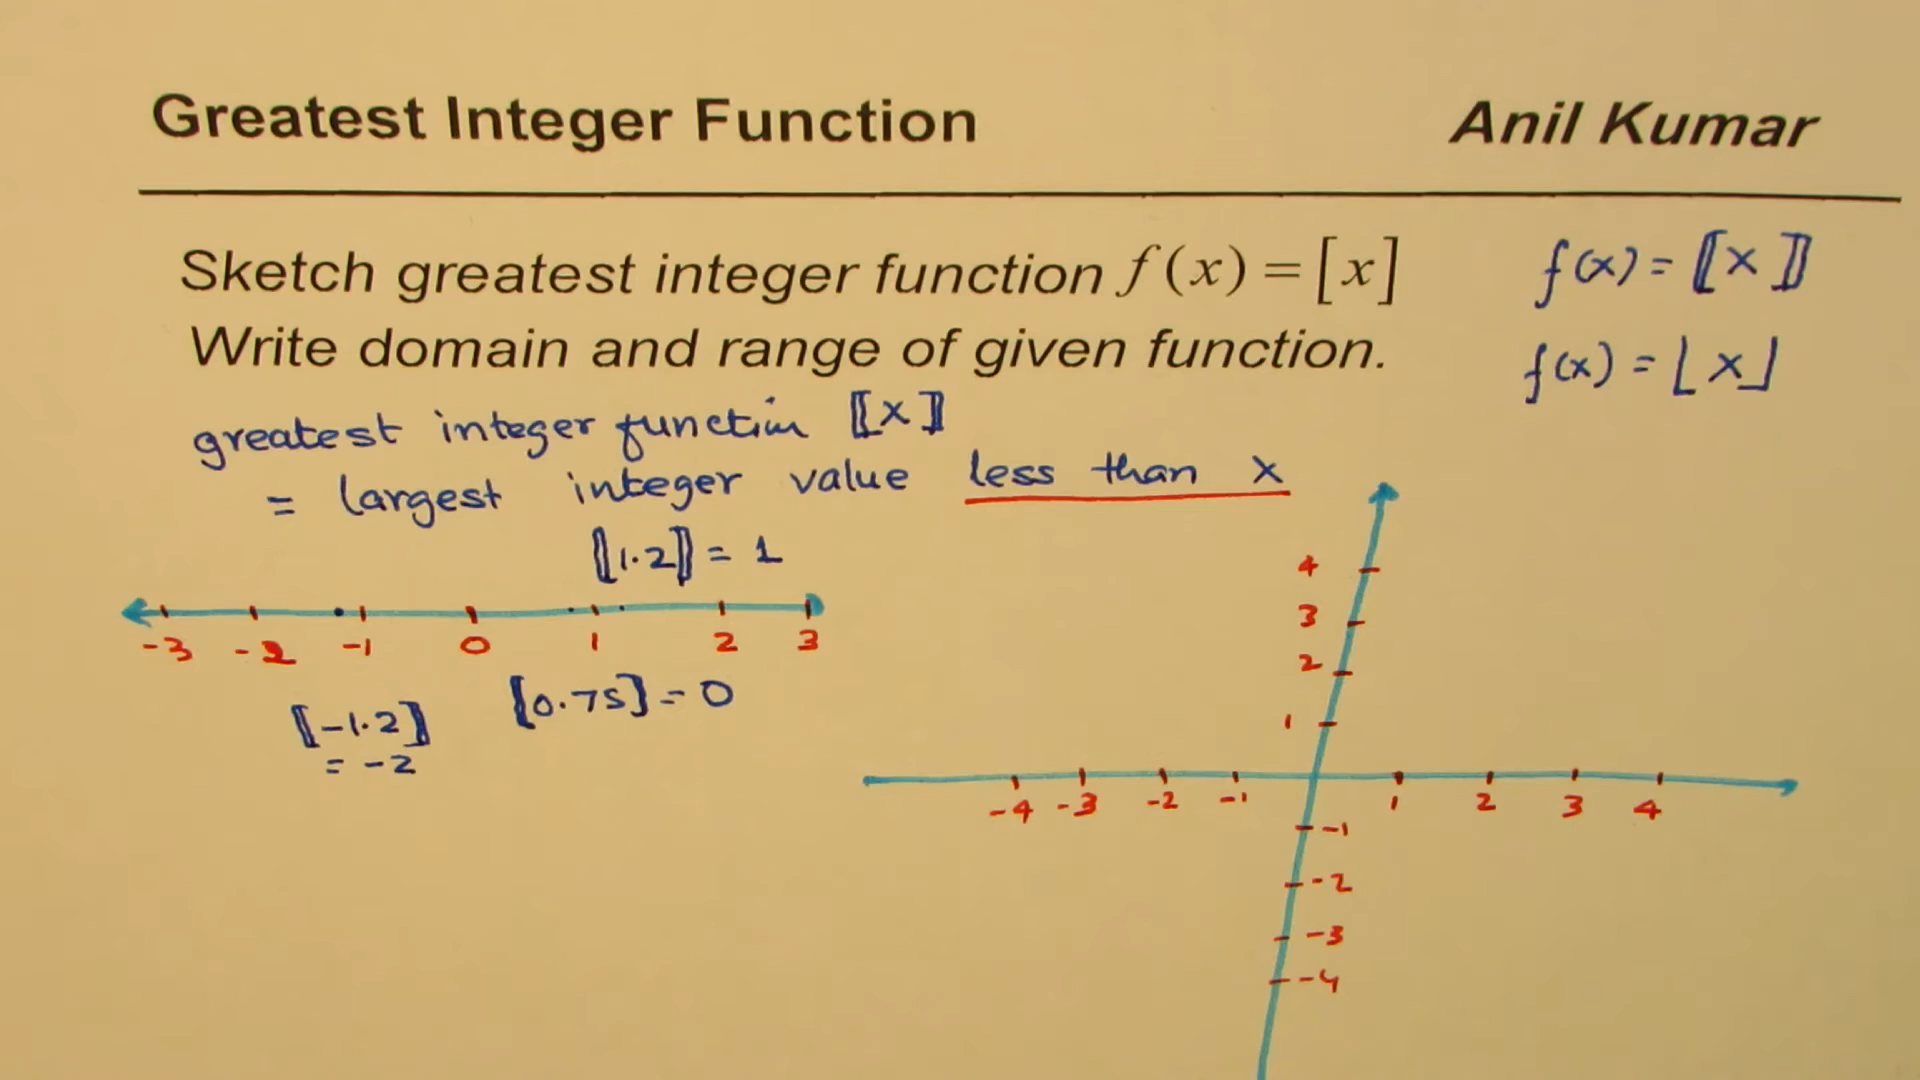 Greatest Integer Function
Anil Kumar
Sketch greatest integer function f(x) = [x]
Write domain and range of given function.
f(x) = ⟦x⟧
f(x) = ⌊x⌋
greatest integer function ⟦x⟧
= largest integer value less than x
⟦1.2⟧ = 1
-3 -2 -1 0 1 2 3
⟦-1.2⟧
= -2
⟦0.75⟧ = 0
4
3
2
1
-4 -3 -2 -1 1 2 3 4
-1
-2
-3
-4